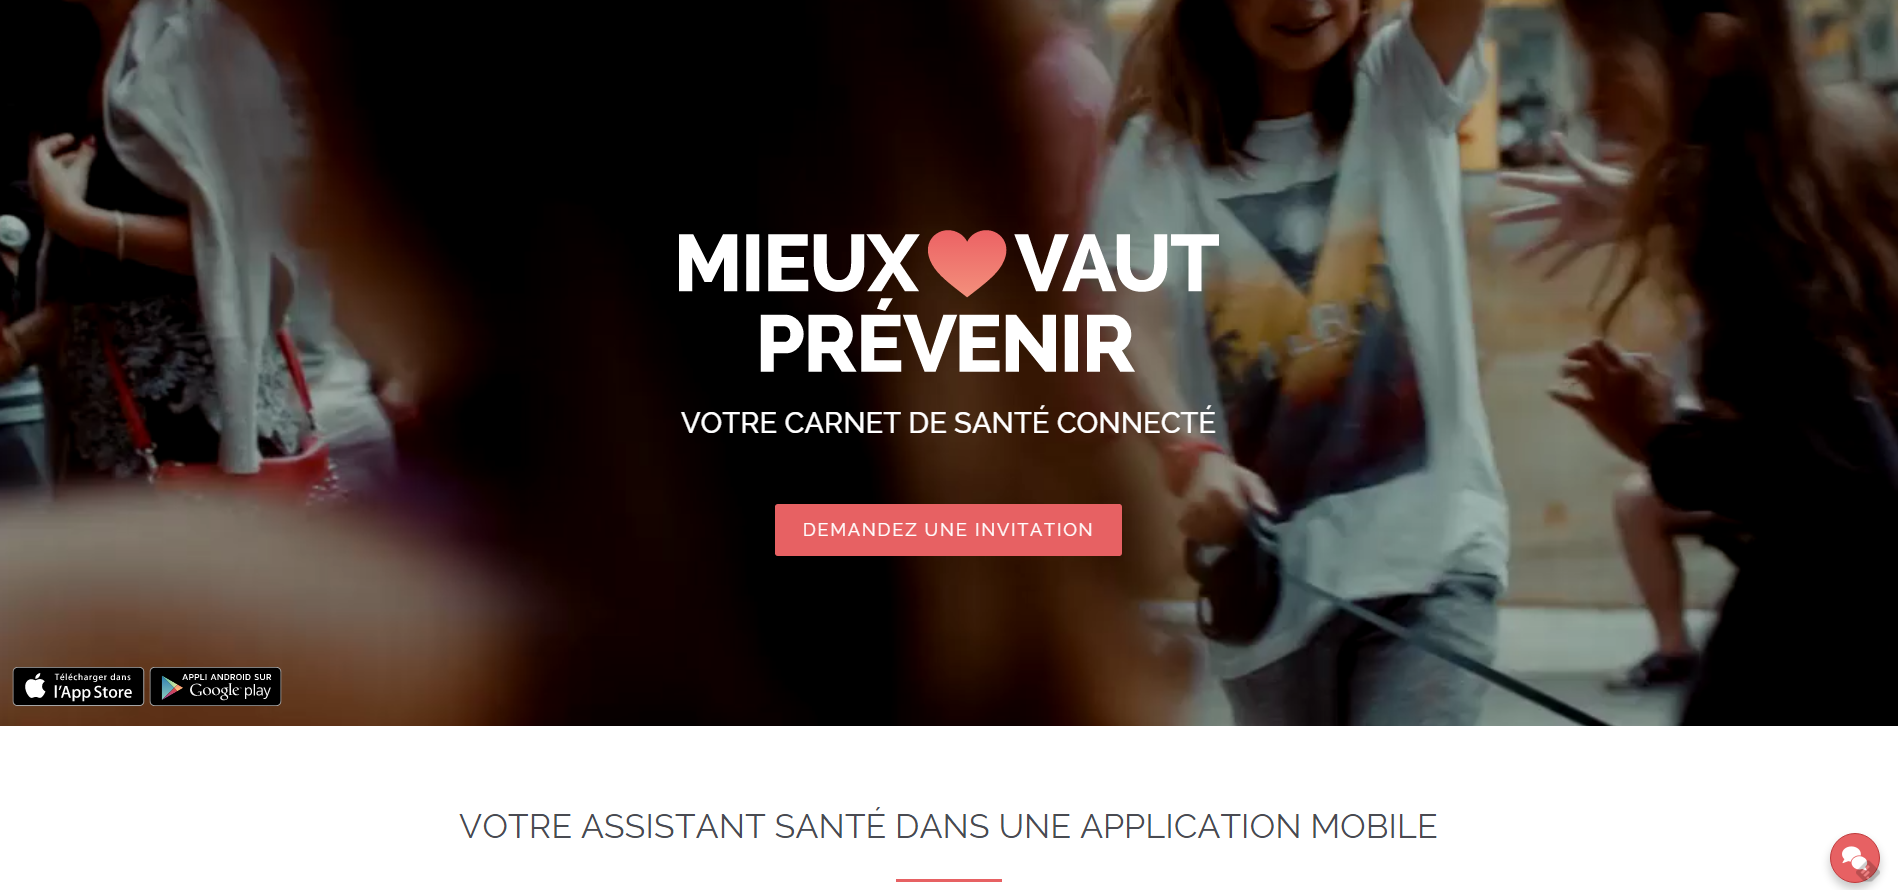 MIEUX VAUT
PRÉVENIR
VOTRE CARNET DE SANTÉ CONNECTÉ
DEMANDEZ UNE INVITATION
Télécharger dans
l'App Store
APPLI ANDROID SUR
Google play
VOTRE ASSISTANT SANTÉ DANS UNE APPLICATION MOBILE